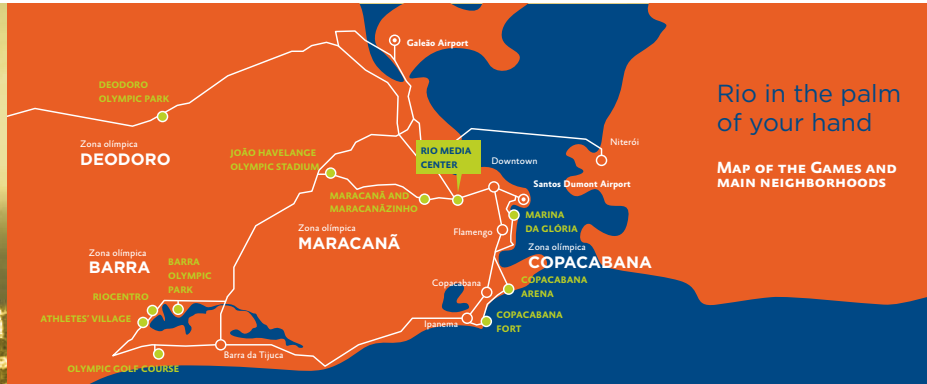 Galeão Airport
DEODORO
OLYMPIC PARK
Zona olímpica
DEODORO
JOÃO HAVELANGE
OLYMPIC STADIUM
RIO MEDIA
CENTER
Downtown
Niterói
Santos Dumont Airport
MARACANÃ AND
MARACANÃZINHO
Zona olímpica
MARACANÃ
Flamengo
MARINA
DA GLÓRIA
Zona olímpica
COPACABANA
Zona olímpica
BARRA
BARRA
OLYMPIC
PARK
RIOCENTRO
ATHLETES' VILLAGE
OLYMPIC GOLF COURSE
Barra da Tijuca
Copacabana
COPACABANA
ARENA
Ipanema
COPACABANA
FORT
Rio in the palm
of your hand
MAP OF THE GAMES AND
MAIN NEIGHBORHOODS